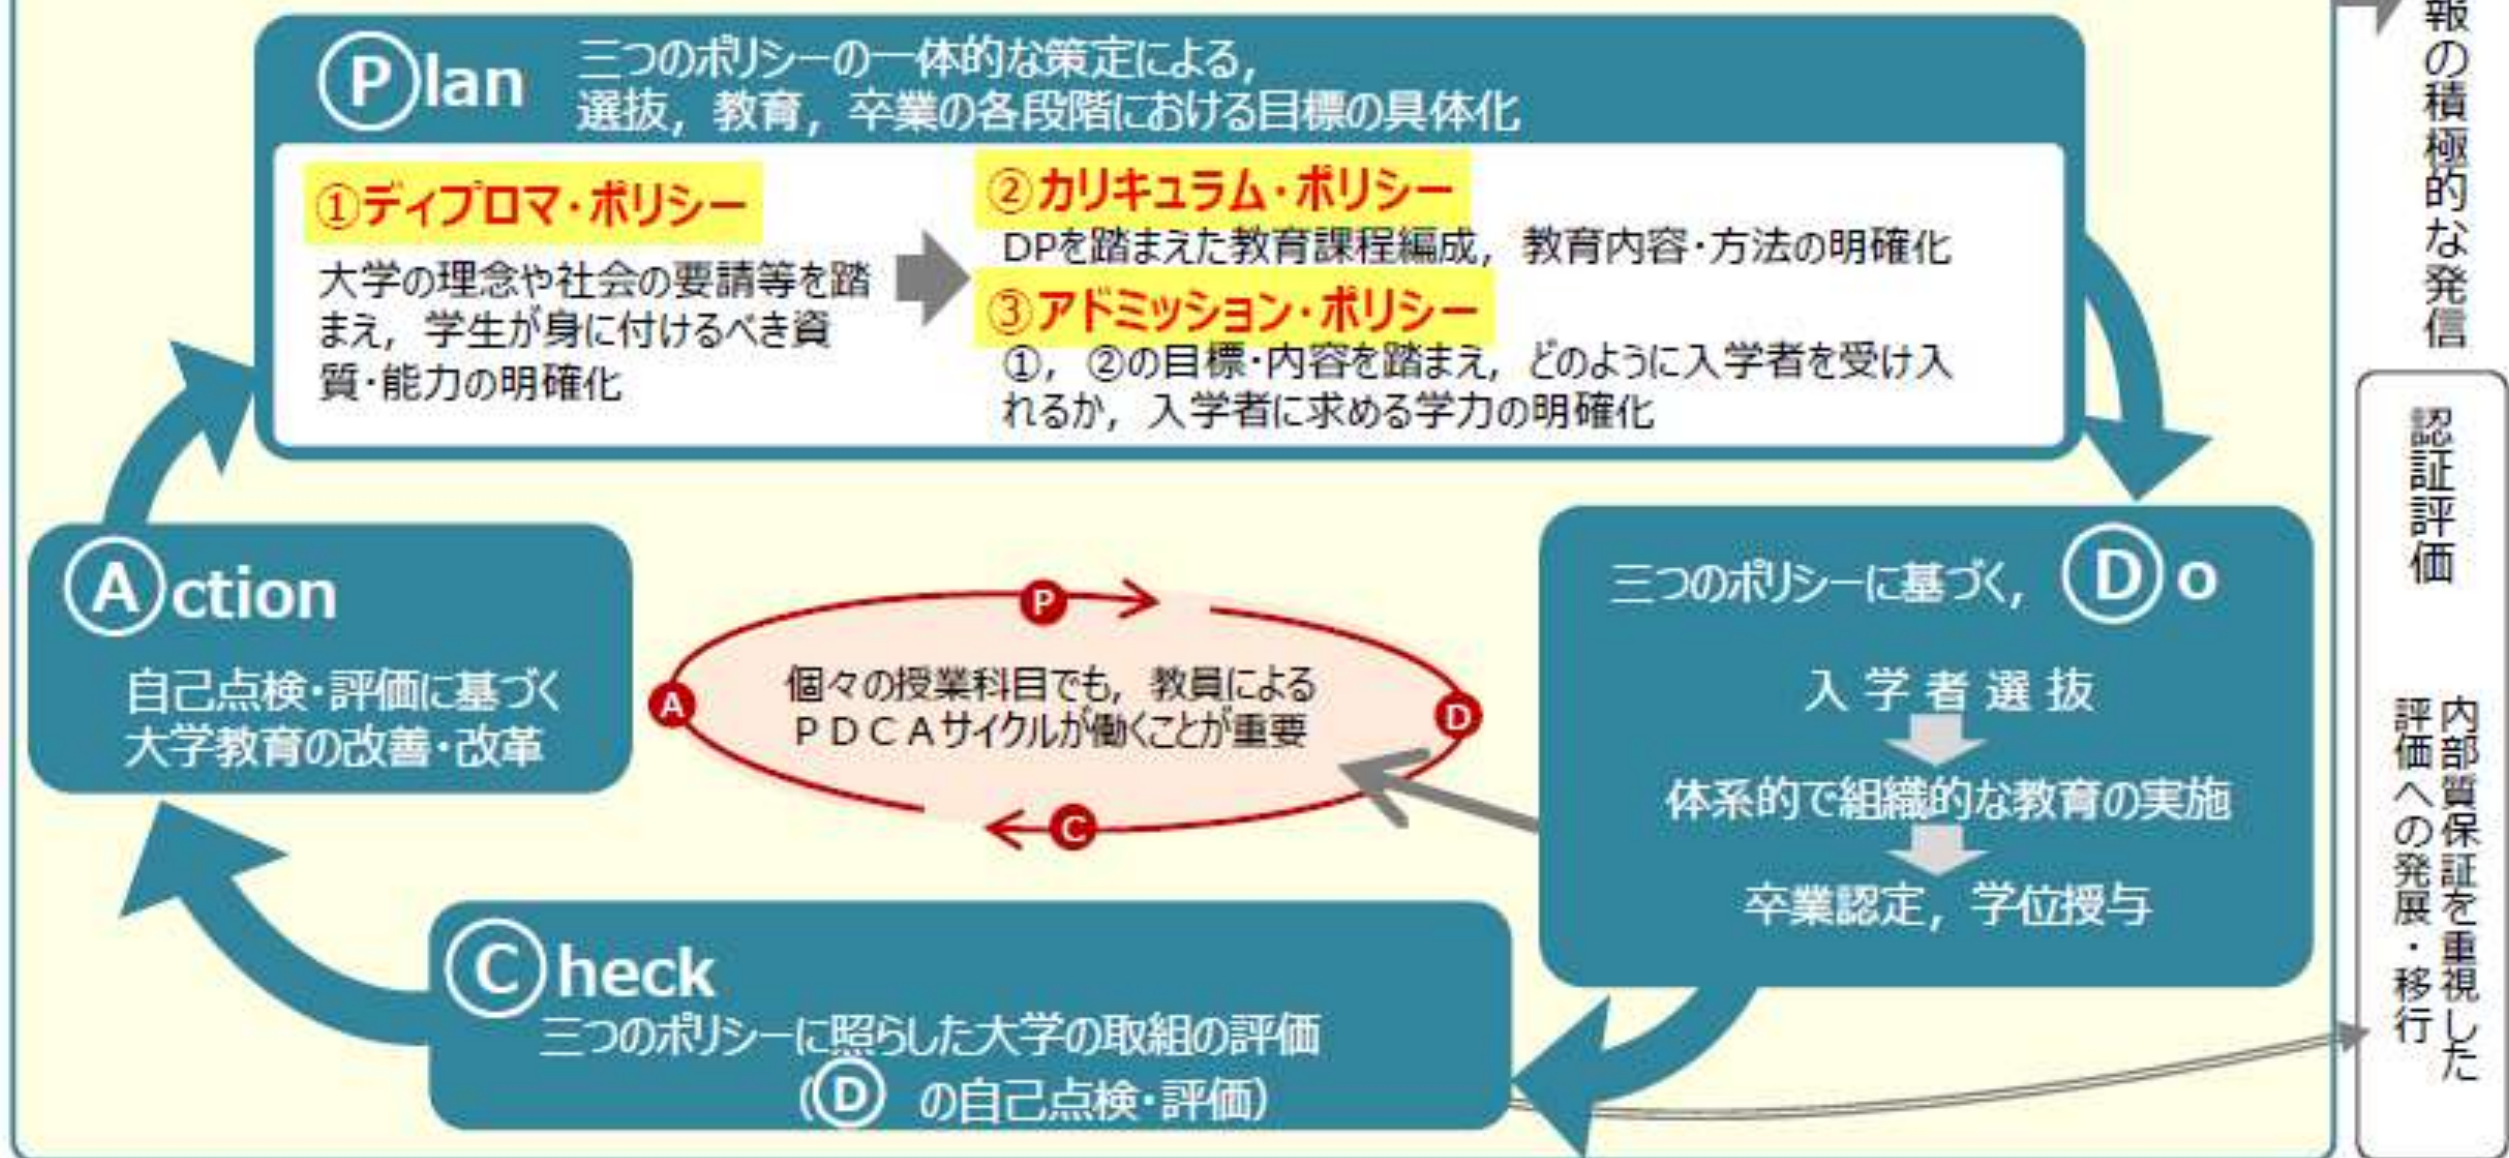 Plan
三つのポリシーの一体的な策定による,
選抜, 教育, 卒業の各段階における目標の具体化
①ディプロマ・ポリシー
大学の理念や社会の要請等を踏
まえ, 学生が身に付けるべき資
質・能力の明確化
②カリキュラム・ポリシー
DPを踏まえた教育課程編成, 教育内容・方法の明確化
③アドミッション・ポリシー
①, ②の目標・内容を踏まえ, どのように入学者を受け入
れるか, 入学者に求める学力の明確化
三つのポリシーに基づく, Do
入学者選抜
体系的で組織的な教育の実施
卒業認定, 学位授与
Check
三つのポリシーに照らした大学の取組の評価
(D の自己点検・評価)
Action
自己点検・評価に基づく
大学教育の改善・改革
P
D
C
A
個々の授業科目でも, 教員による
PDCAサイクルが働くことが重要
報の積極的な発信
認証評価
内部質保証を重視した
評価への発展・移行